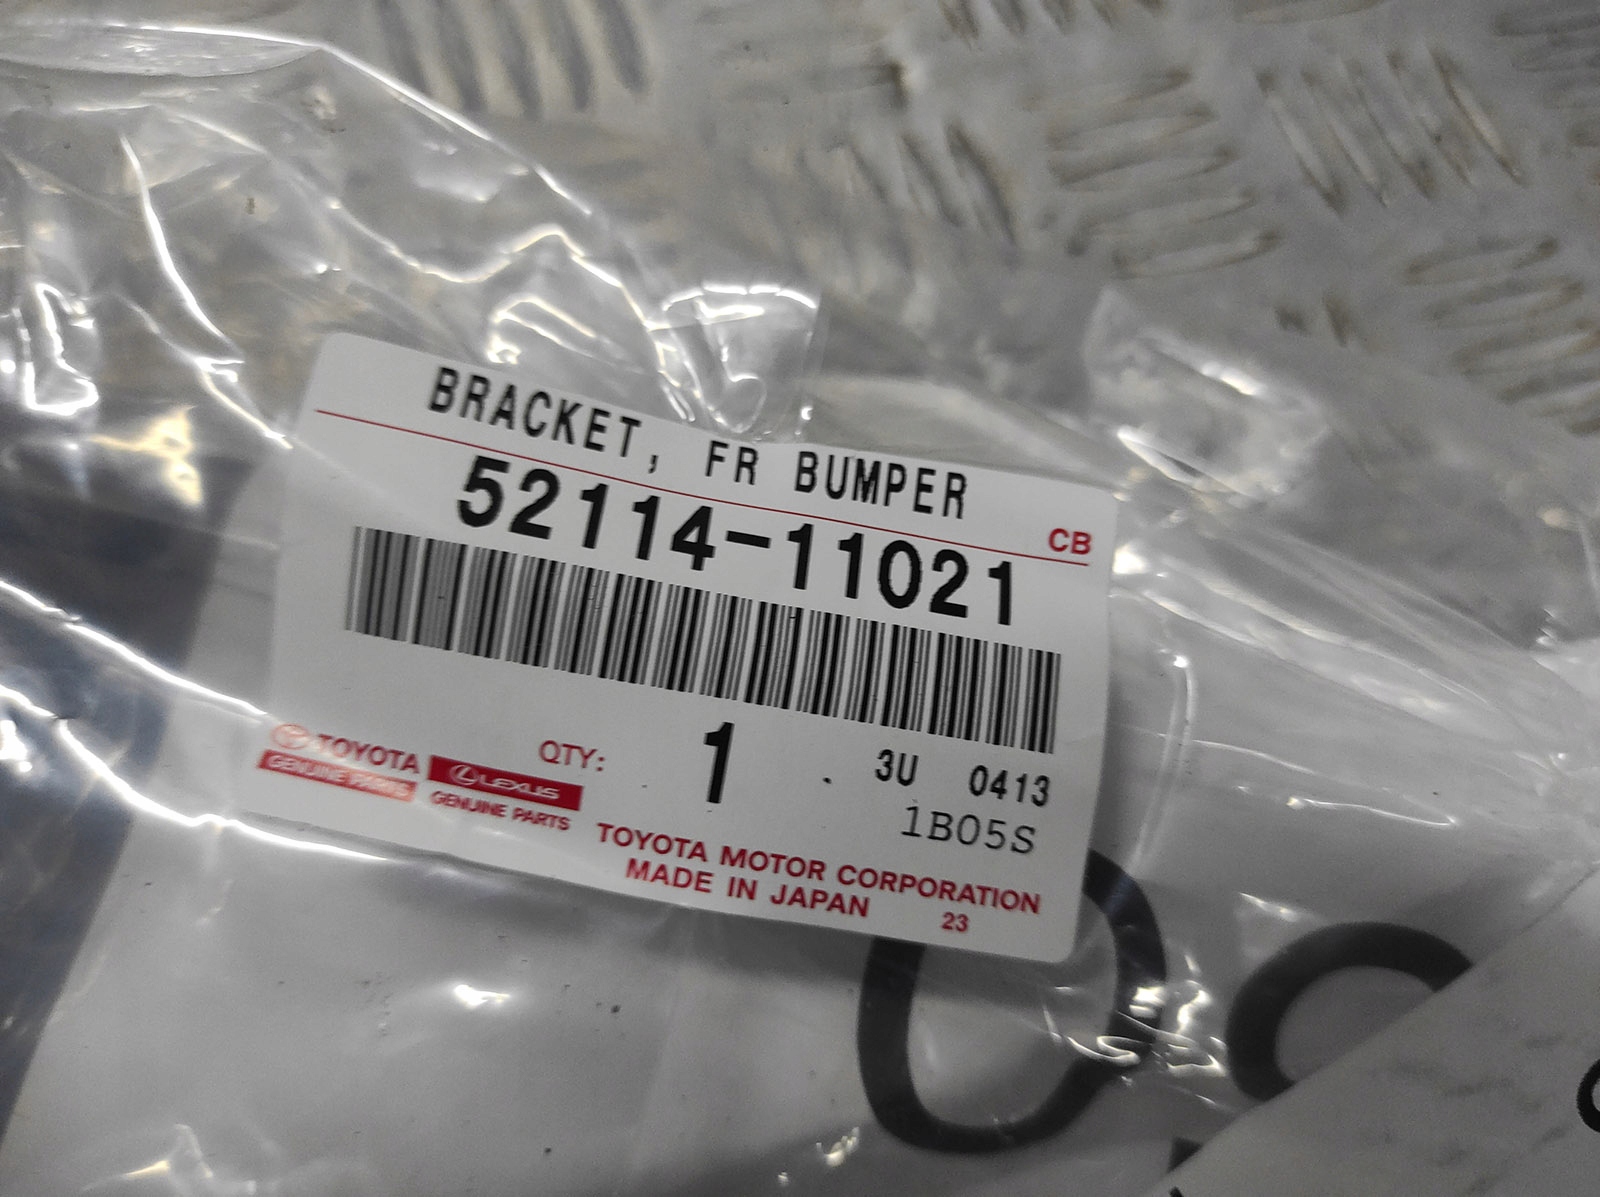 BRACKET, FR BUMPER
CB
52114-11021
QTY: 1 . 3U 0413
1B05S
TOYOTA
GENUINE PARTS
LEXUS
GENUINE PARTS
TOYOTA MOTOR CORPORATION
MADE IN JAPAN 23